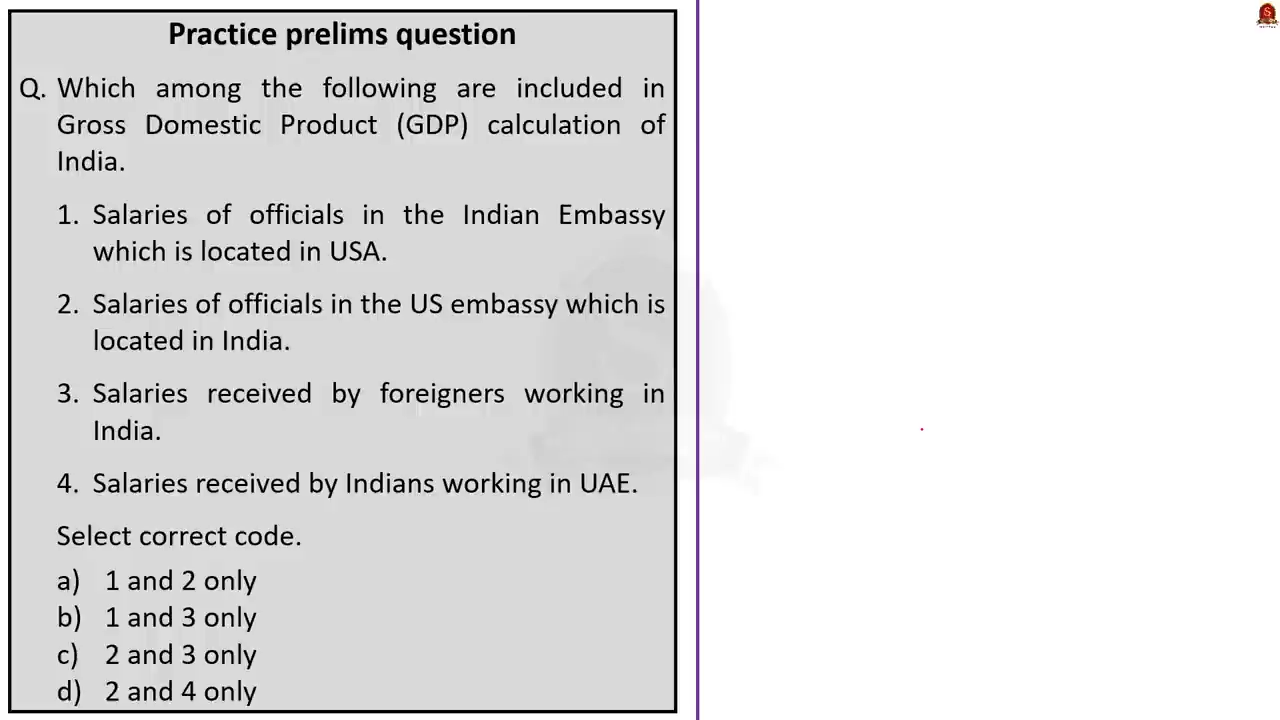 Practice prelims question
Q. Which among the following are included in
Gross Domestic Product (GDP) calculation of
India.
1. Salaries of officials in the Indian Embassy
which is located in USA.
2. Salaries of officials in the US embassy which is
located in India.
3. Salaries received by foreigners working in
India.
4. Salaries received by Indians working in UAE.
Select correct code.
a) 1 and 2 only
b) 1 and 3 only
c) 2 and 3 only
d) 2 and 4 only